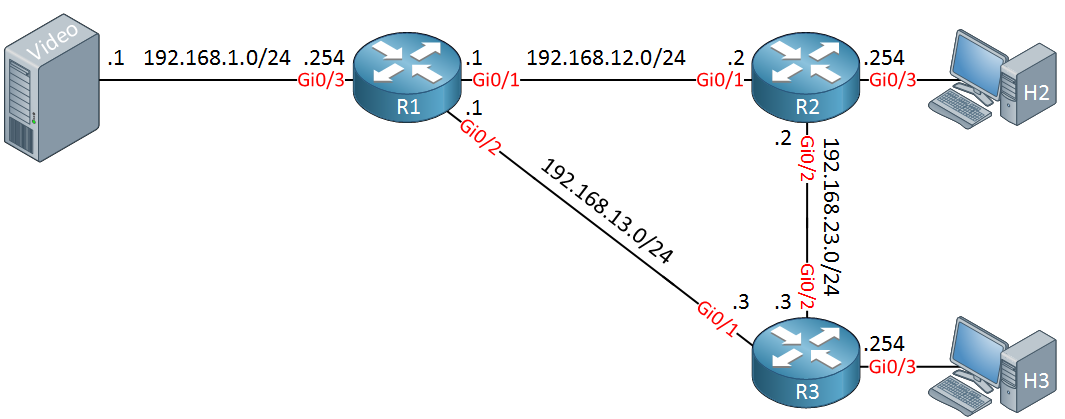 Video
.1
192.168.1.0/24
.254
Gi0/3
R1
.1
Gi0/1
192.168.12.0/24
.2
Gi0/1
R2
.254
Gi0/3
H2
.1
Gi0/2
192.168.13.0/24
.3
Gi0/1
.2
Gi0/2
192.168.23.0/24
Gi0/2
.3
R3
.254
Gi0/3
H3